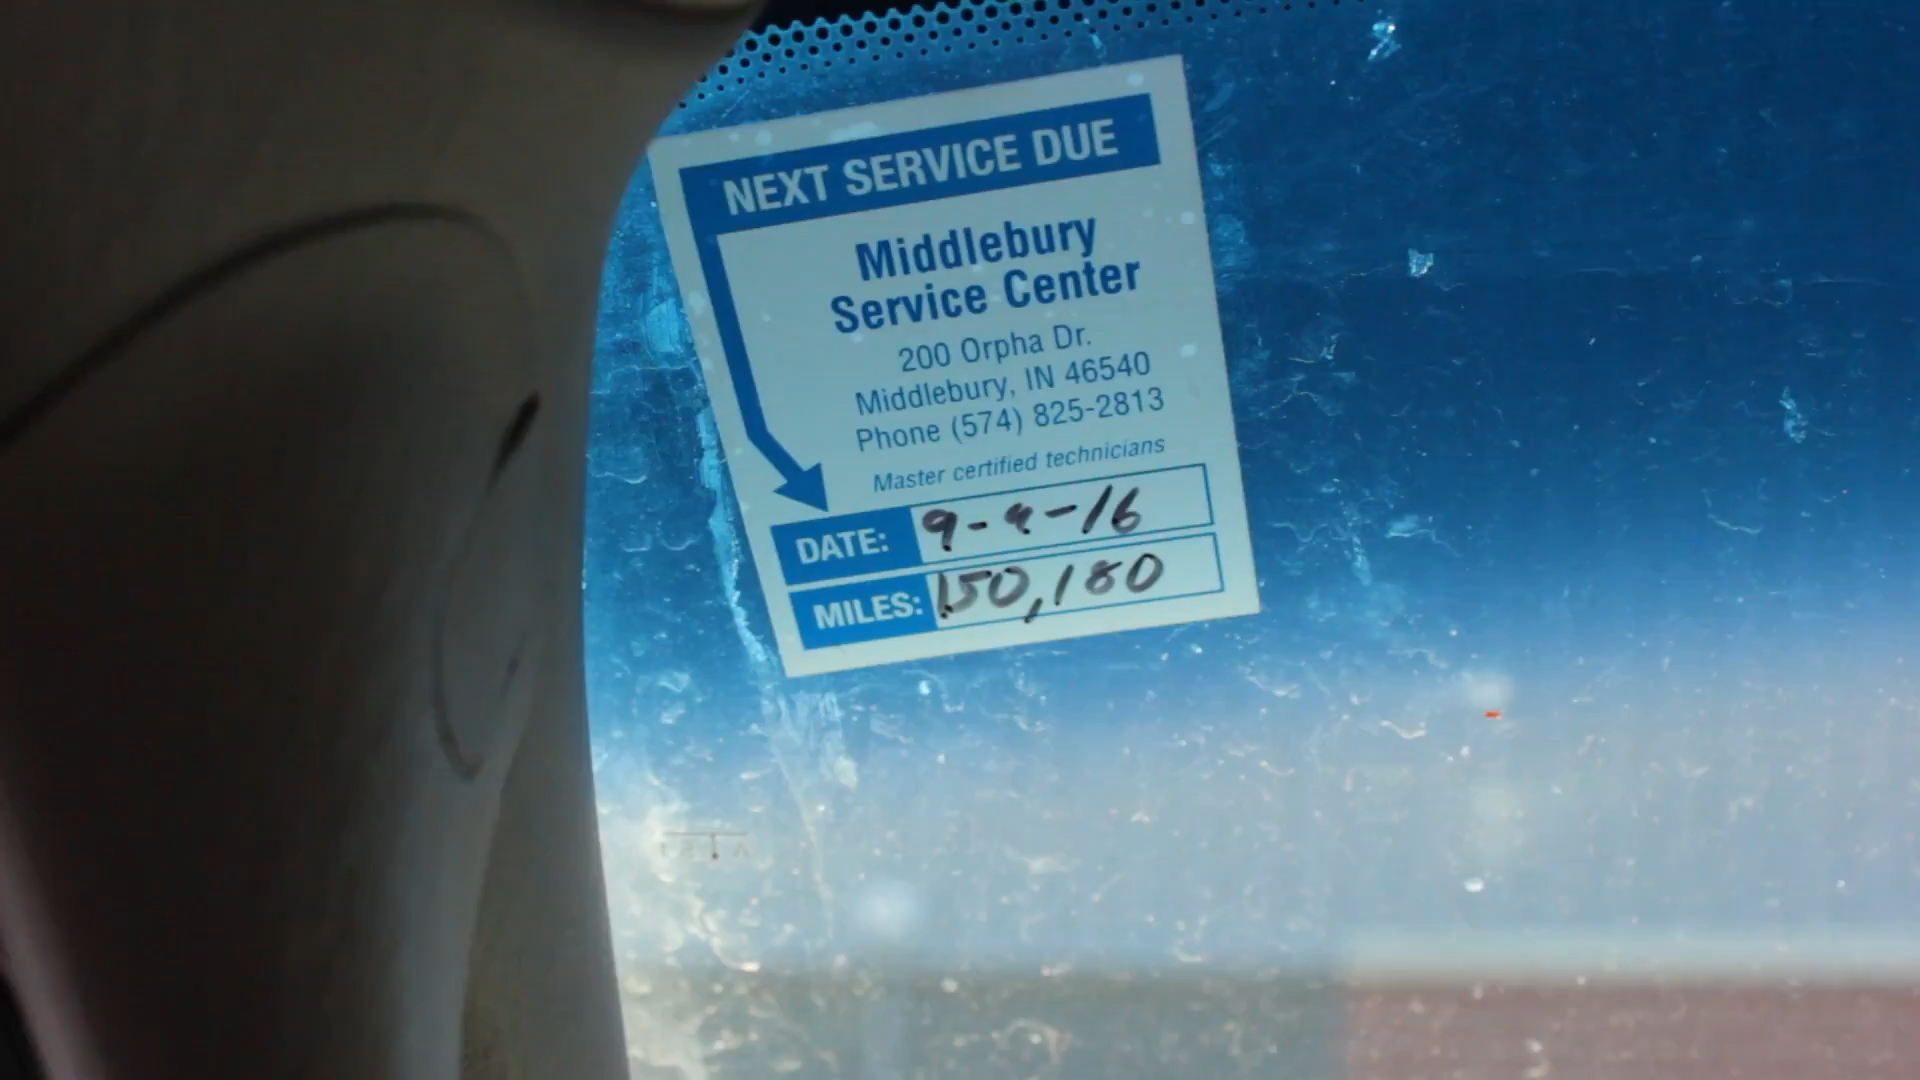 NEXT SERVICE DUE
Middlebury
Service Center
200 Orpha Dr.
Middlebury, IN 46540
Phone (574) 825-2813
Master certified technicians
DATE: 9-4-16
MILES: 150,180